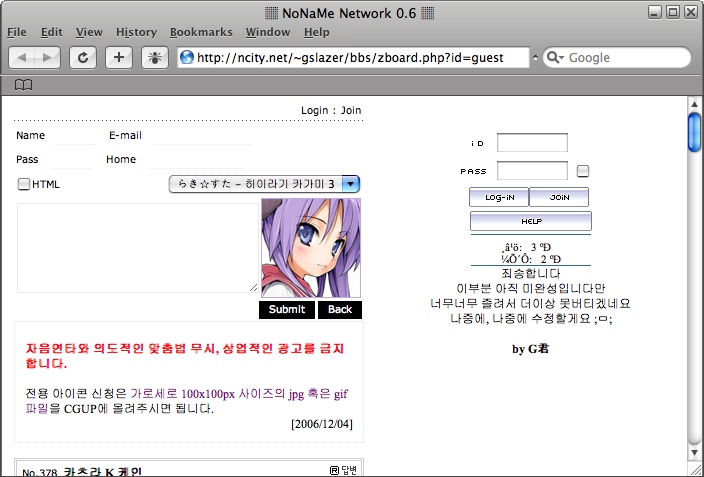 NoNaMe Network 0.6
File Edit View History Bookmarks Window Help
http://ncity.net/~gslazer/bbs/zboard.php?id=guest
Google
Login : Join
Name E-mail
Pass Home
HTML
らき☆すた - 히이라기 카가미 3
Submit Back
자음연타와 의도적인 맞춤법 무시, 상업적인 광고를 금지
합니다.
전용 아이콘 신청은 가로세로 100x100px 사이즈의 jpg 혹은 gif
파일을 CGUP에 올려주시면 됩니다.
[2006/12/04]
No.378 카츠라 K 케인
R 답변
iD
PASS
LOG-iN JOiN
HELP
‚â¹ö: 3 ºÐ
¼Õ´Ô: 2 ºÐ
죄송합니다
이부분 아직 미완성입니다만
너무너무 졸려서 더이상 못버티겠네요
나중에, 나중에 수정할게요 ;ㅁ;
by G君